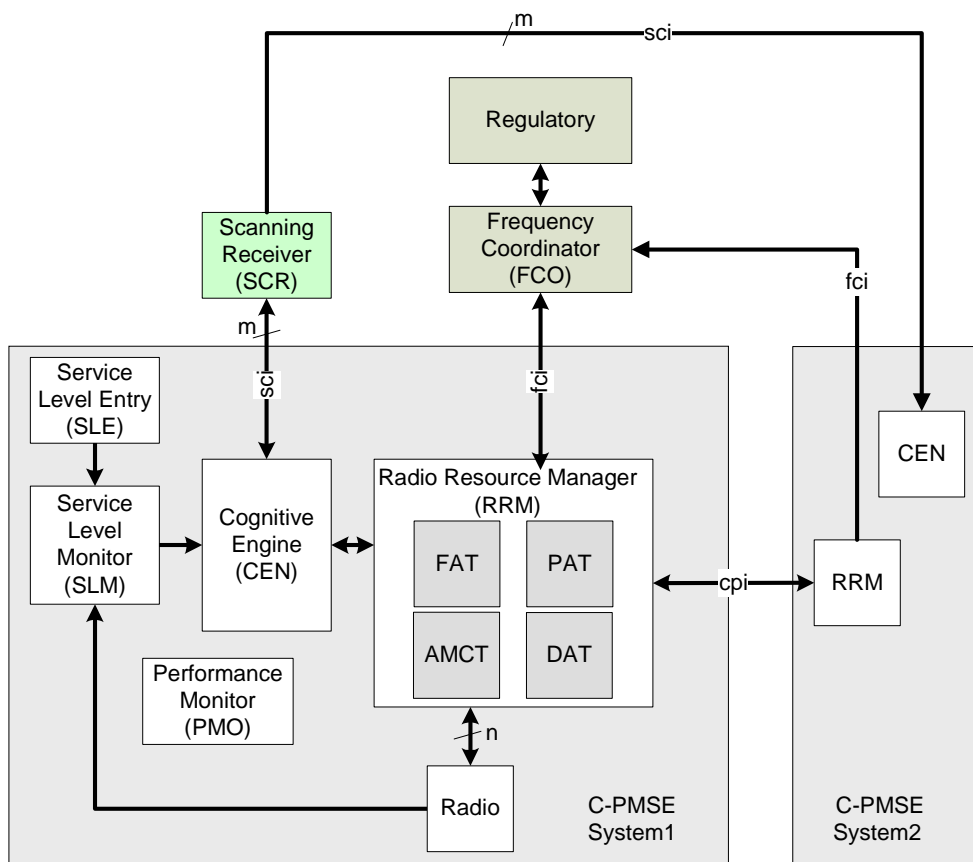 m
sci
Regulatory
Scanning
Receiver
(SCR)
Frequency
Coordinator
(FCO)
fci
m
sci
fci
Service
Level Entry
(SLE)
CEN
Service
Level
Monitor
(SLM)
Cognitive
Engine
(CEN)
Radio Resource Manager
(RRM)
FAT
PAT
AMCT
DAT
cpi
RRM
Performance
Monitor
(PMO)
n
Radio
C-PMSE
System1
C-PMSE
System2